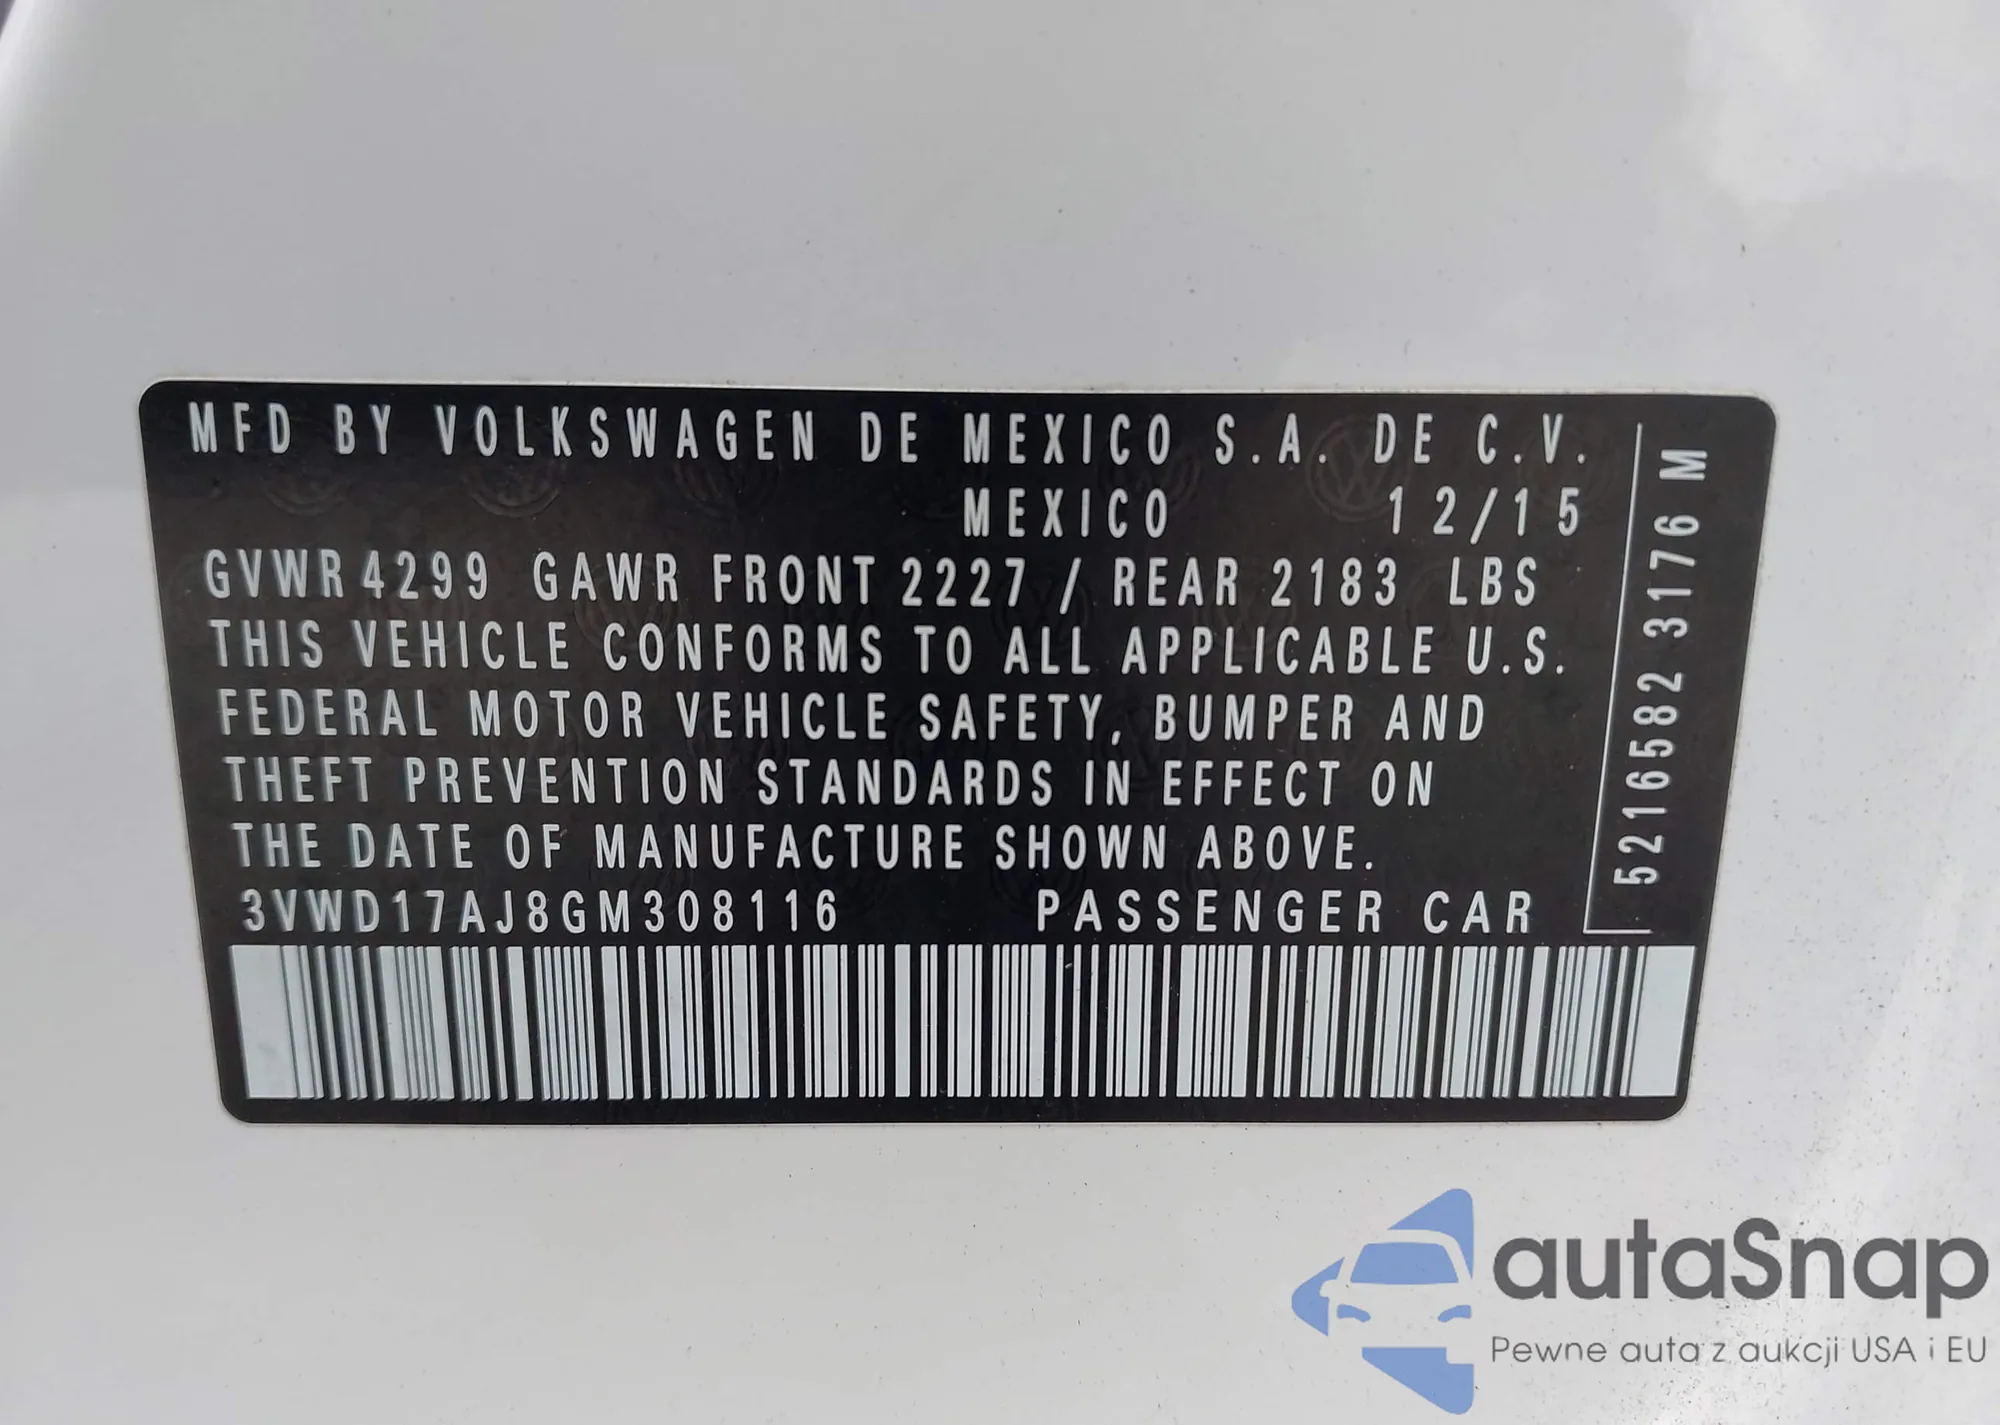 MFD BY VOLKSWAGEN DE MEXICO S.A. DE C.V.
MEXICO 12/15
GVWR 4299 GAWR FRONT 2227 / REAR 2183 LBS
THIS VEHICLE CONFORMS TO ALL APPLICABLE U.S.
FEDERAL MOTOR VEHICLE SAFETY, BUMPER AND
THEFT PREVENTION STANDARDS IN EFFECT ON
THE DATE OF MANUFACTURE SHOWN ABOVE.
3VWD17AJ8GM308116 PASSENGER CAR
5216582 3176 M
autaSnap
Pewne auta z aukcji USA i EU